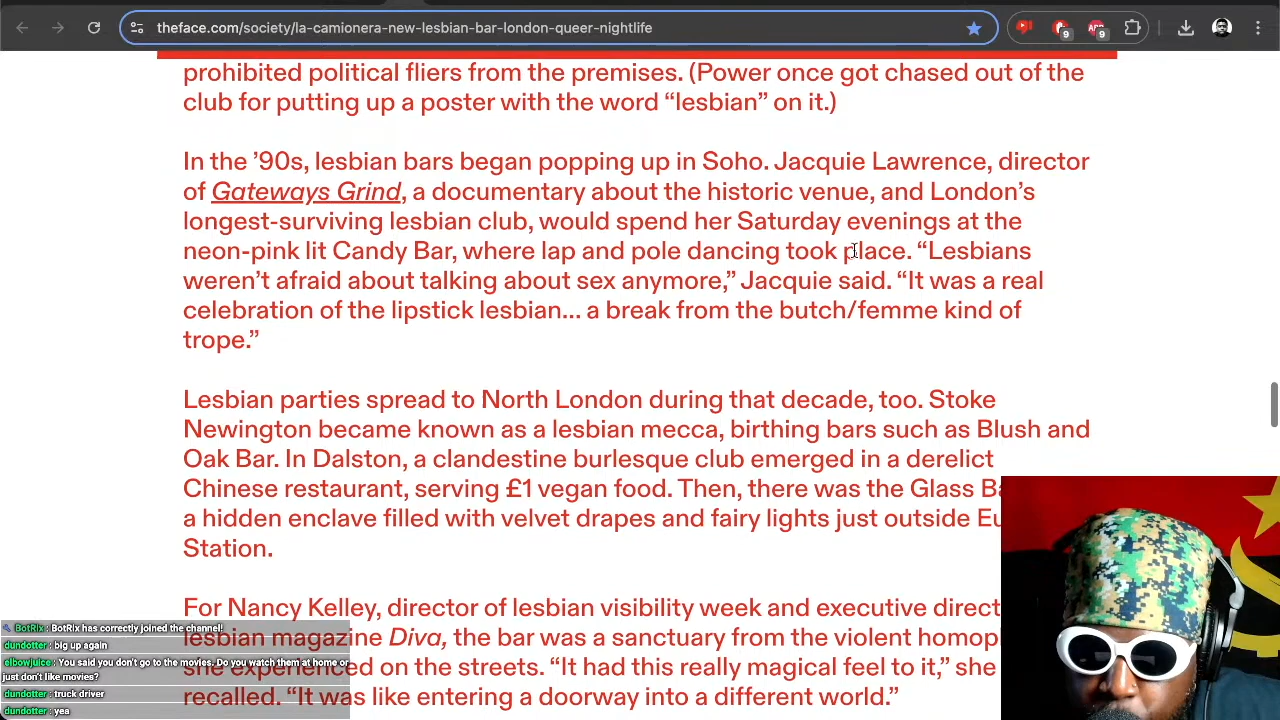 theface.com/society/la-camionera-new-lesbian-bar-london-queer-nightlife
9
ABP
9
prohibited political fliers from the premises. (Power once got chased out of the
club for putting up a poster with the word “lesbian” on it.)
In the ’90s, lesbian bars began popping up in Soho. Jacquie Lawrence, director
of Gateways Grind, a documentary about the historic venue, and London’s
longest-surviving lesbian club, would spend her Saturday evenings at the
neon-pink lit Candy Bar, where lap and pole dancing took place. “Lesbians
weren’t afraid about talking about sex anymore,” Jacquie said. “It was a real
celebration of the lipstick lesbian… a break from the butch/femme kind of
trope.”
Lesbian parties spread to North London during that decade, too. Stoke
Newington became known as a lesbian mecca, birthing bars such as Blush and
Oak Bar. In Dalston, a clandestine burlesque club emerged in a derelict
Chinese restaurant, serving £1 vegan food. Then, there was the Glass Ba
a hidden enclave filled with velvet drapes and fairy lights just outside Eu
Station.
For Nancy Kelley, director of lesbian visibility week and executive direct
lesbian magazine Diva, the bar was a sanctuary from the violent homop
she experienced on the streets. “It had this really magical feel to it,” she
recalled. “It was like entering a doorway into a different world.”
BotRix : BotRix has correctly joined the channel!
dundotter : big up again
elbowjuice : You said you don't go to the movies. Do you watch them at home or
just don't like movies?
dundotter : truck driver
dundotter : yea